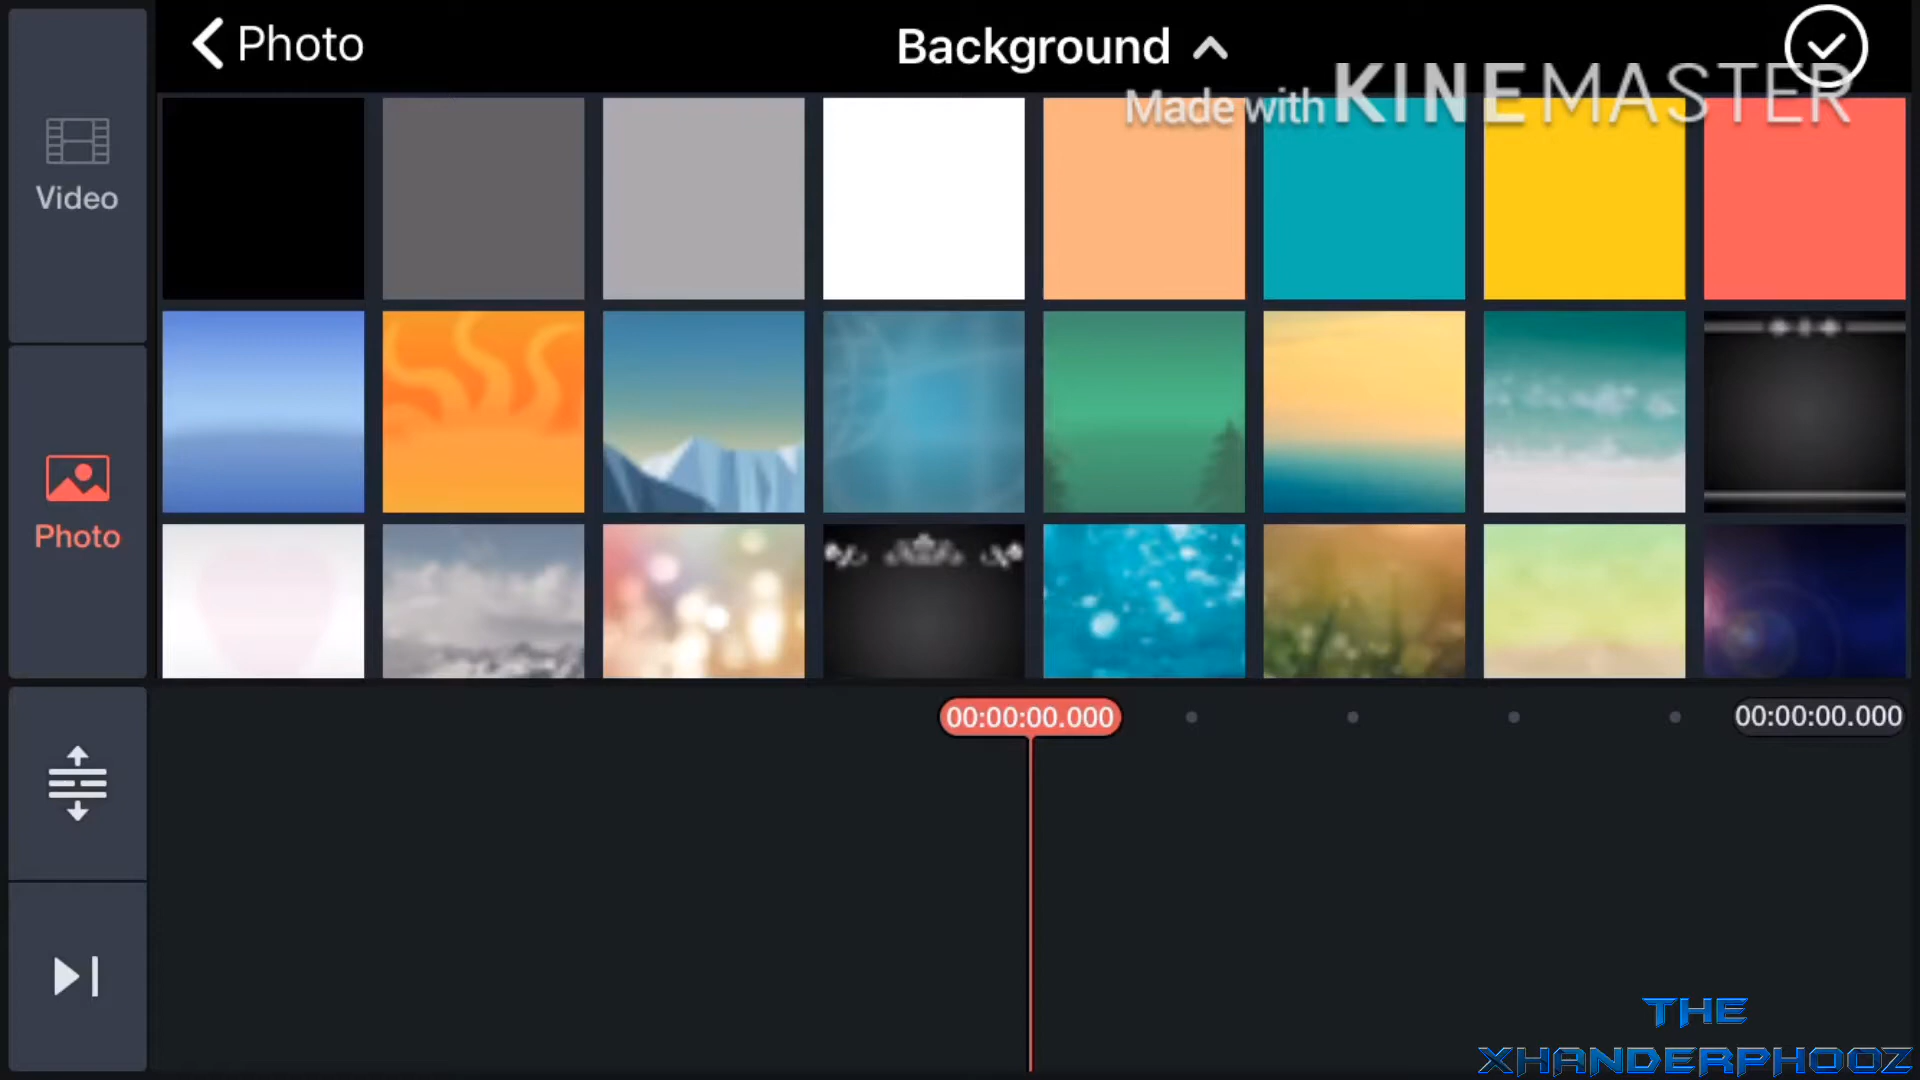 Photo
Background
Made with KINEMASTER
Video
Photo
00:00:00.000
00:00:00.000
THE
XHANDERPHOOZ